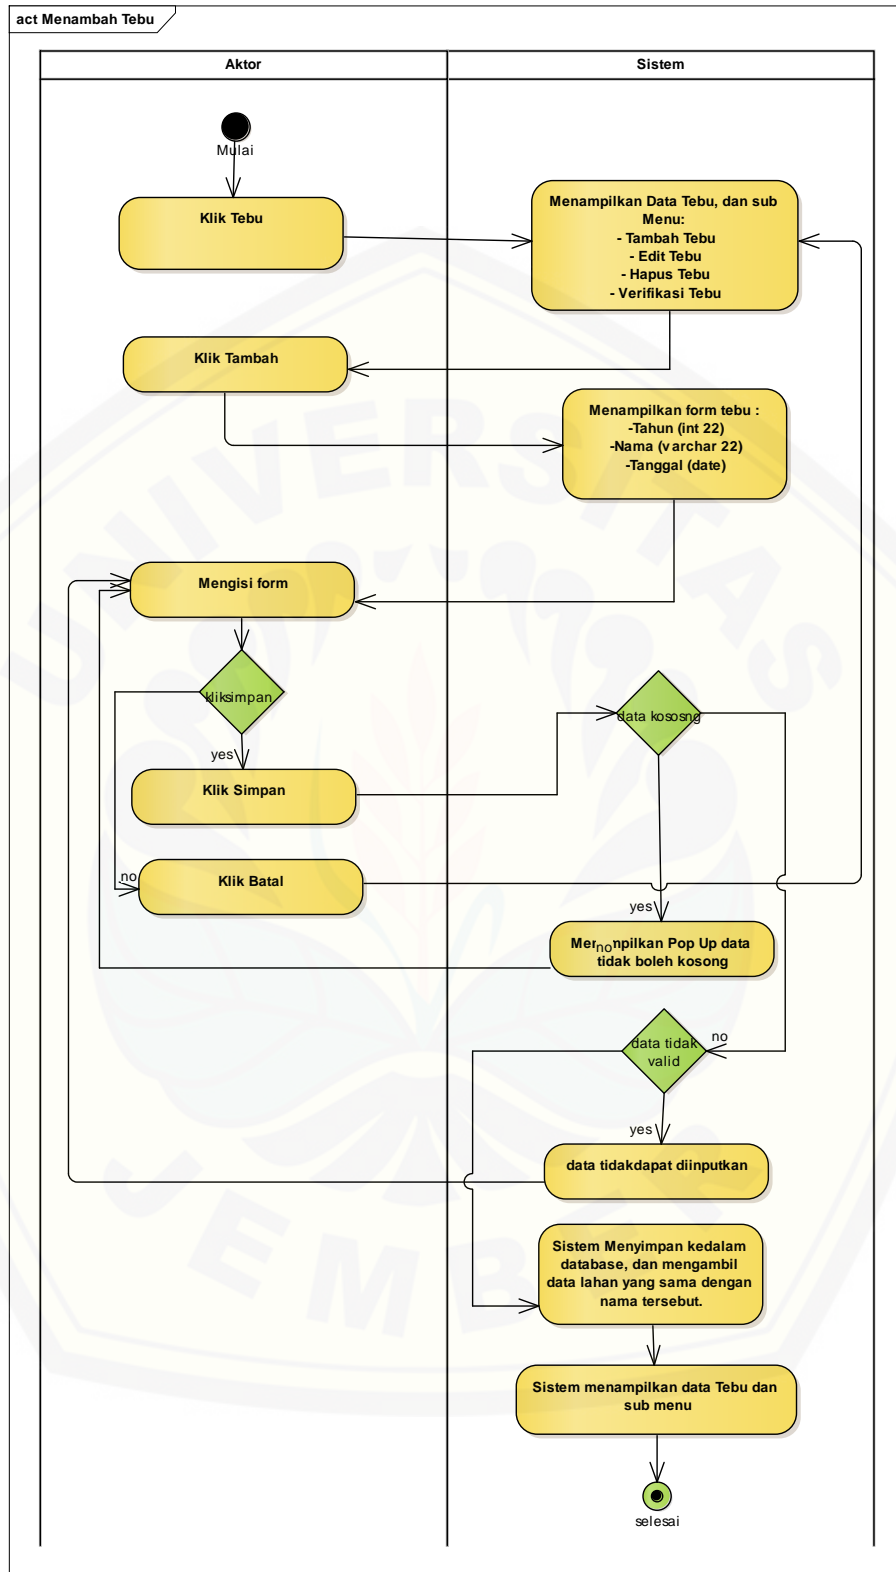 act Menambah Tebu
Aktor
Sistem
Mulai
Klik Tebu
Menampilkan Data Tebu, dan sub
Menu:
- Tambah Tebu
- Edit Tebu
- Hapus Tebu
- Verifikasi Tebu
Klik Tambah
Menampilkan form tebu :
-Tahun (int 22)
-Nama (varchar 22)
-Tanggal (date)
Mengisi form
kliksimpan
data kososng
yes
Klik Simpan
no
Klik Batal
yes
Menampilkan Pop Up data
tidak boleh kosong
no
data tidak
valid
no
yes
data tidakdapat diinputkan
Sistem Menyimpan kedalam
database, dan mengambil
data lahan yang sama dengan
nama tersebut.
Sistem menampilkan data Tebu dan
sub menu
selesai
UNIVERSITAS
JEMBER